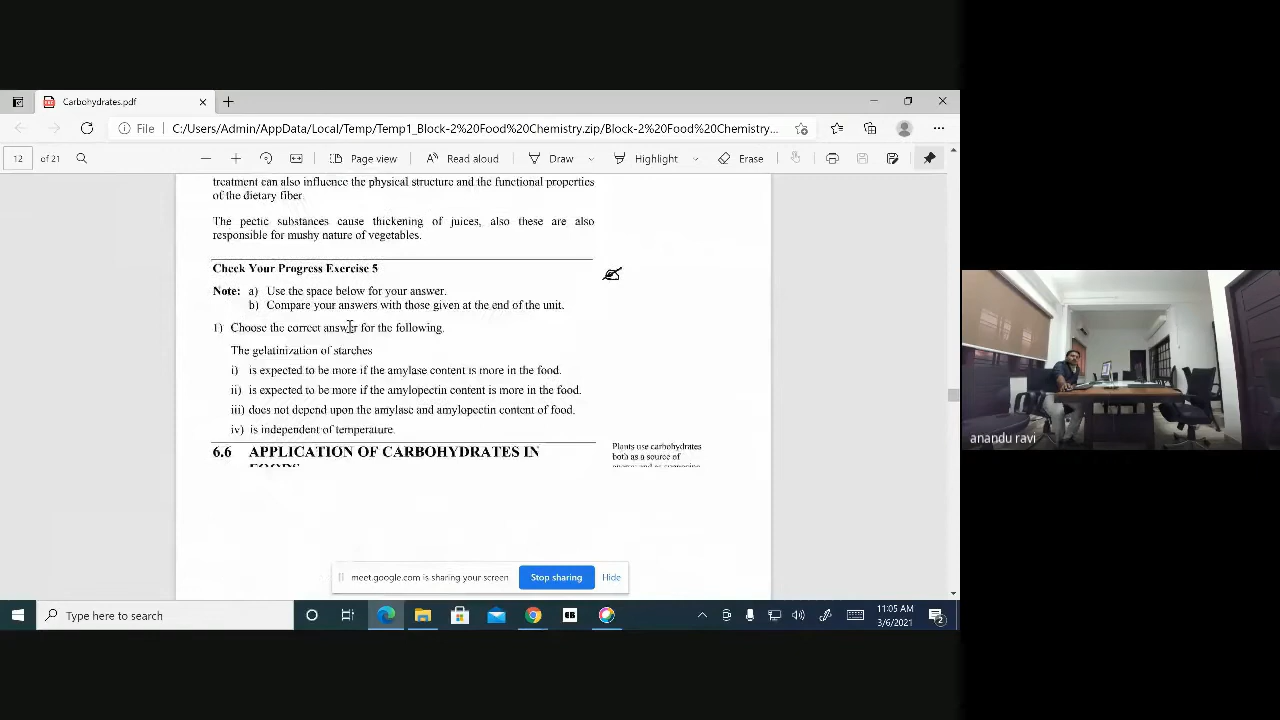 Carbohydrates.pdf
File C:/Users/Admin/AppData/Local/Temp/Temp1_Block-2%20Food%20Chemistry.zip/Block-2%20Food%20Chemistry...
12 of 21 Page view Read aloud Draw Highlight Erase
treatment can also influence the physical structure and the functional properties
of the dietary fiber.
The pectic substances cause thickening of juices, also these are also
responsible for mushy nature of vegetables.
Check Your Progress Exercise 5
Note: a) Use the space below for your answer.
b) Compare your answers with those given at the end of the unit.
1) Choose the correct answer for the following.
The gelatinization of starches
i) is expected to be more if the amylase content is more in the food.
ii) is expected to be more if the amylopectin content is more in the food.
iii) does not depend upon the amylase and amylopectin content of food.
iv) is independent of temperature.
6.6 APPLICATION OF CARBOHYDRATES IN
FOODS
Plants use carbohydrates
both as a source of
energy and as supporting
anandu ravi
meet.google.com is sharing your screen Stop sharing Hide
Type here to search
11:05 AM
3/6/2021
2